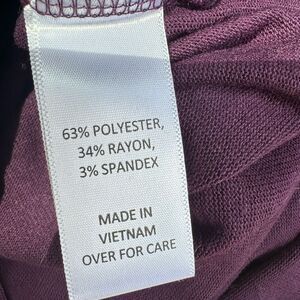 63% POLYESTER,
34% RAYON,
3% SPANDEX
MADE IN
VIETNAM
OVER FOR CARE